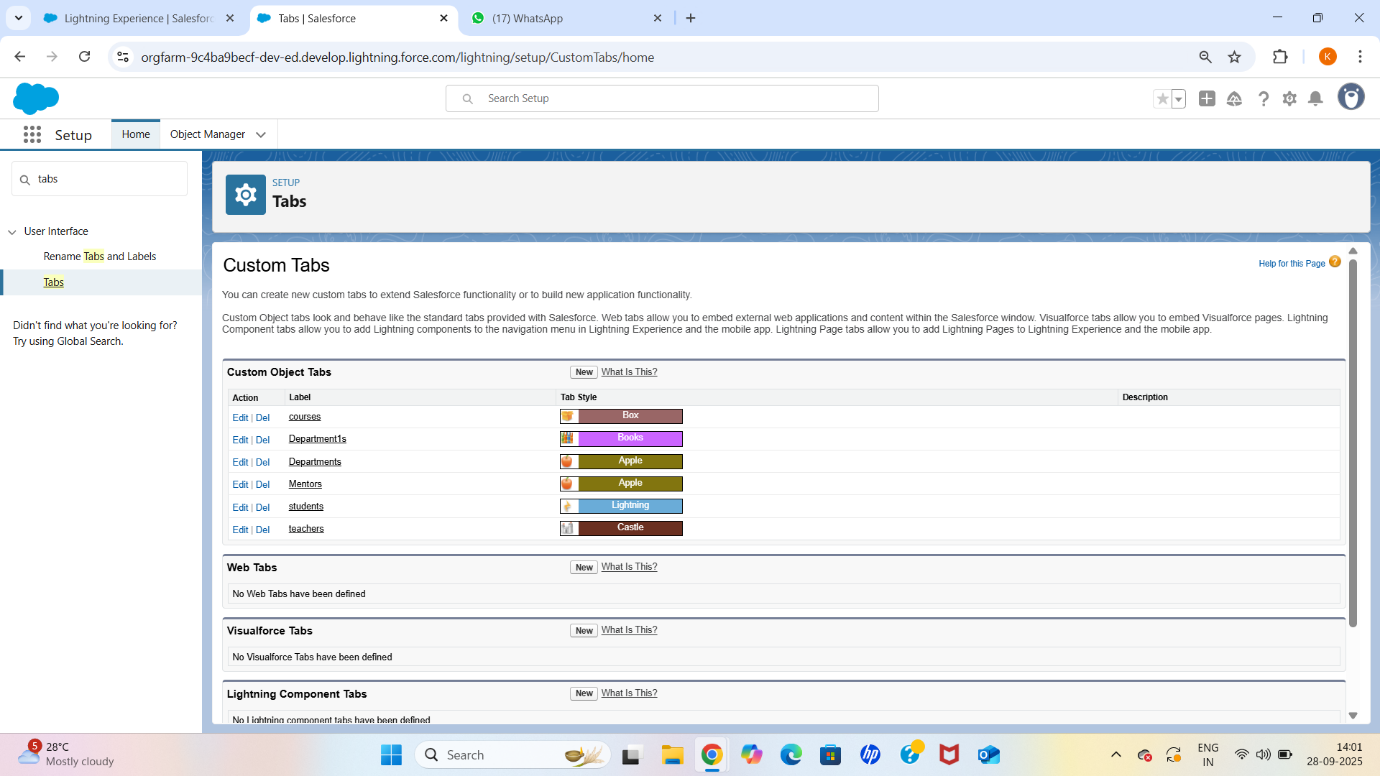 Lightning Experience | Salesforc
Tabs | Salesforce
(17) WhatsApp
orgfarm-9c4ba9becf-dev-ed.develop.lightning.force.com/lightning/setup/CustomTabs/home
K
Search Setup
Setup
Home
Object Manager
tabs
User Interface
Rename Tabs and Labels
Tabs
Didn't find what you're looking for?
Try using Global Search.
SETUP
Tabs
Custom Tabs
Help for this Page ?
You can create new custom tabs to extend Salesforce functionality or to build new application functionality.
Custom Object tabs look and behave like the standard tabs provided with Salesforce. Web tabs allow you to embed external web applications and content within the Salesforce window. Visualforce tabs allow you to embed Visualforce pages. Lightning
Component tabs allow you to add Lightning components to the navigation menu in Lightning Experience and the mobile app. Lightning Page tabs allow you to add Lightning Pages to Lightning Experience and the mobile app.
Custom Object Tabs New What Is This?
Action Label Tab Style Description
Edit | Del courses Box
Edit | Del Department1s Books
Edit | Del Departments Apple
Edit | Del Mentors Apple
Edit | Del students Lightning
Edit | Del teachers Castle
Web Tabs New What Is This?
No Web Tabs have been defined
Visualforce Tabs New What Is This?
No Visualforce Tabs have been defined
Lightning Component Tabs New What Is This?
No Lightning component tabs have been defined
5
28°C
Mostly cloudy
Search
hp
ENG
IN
14:01
28-09-2025